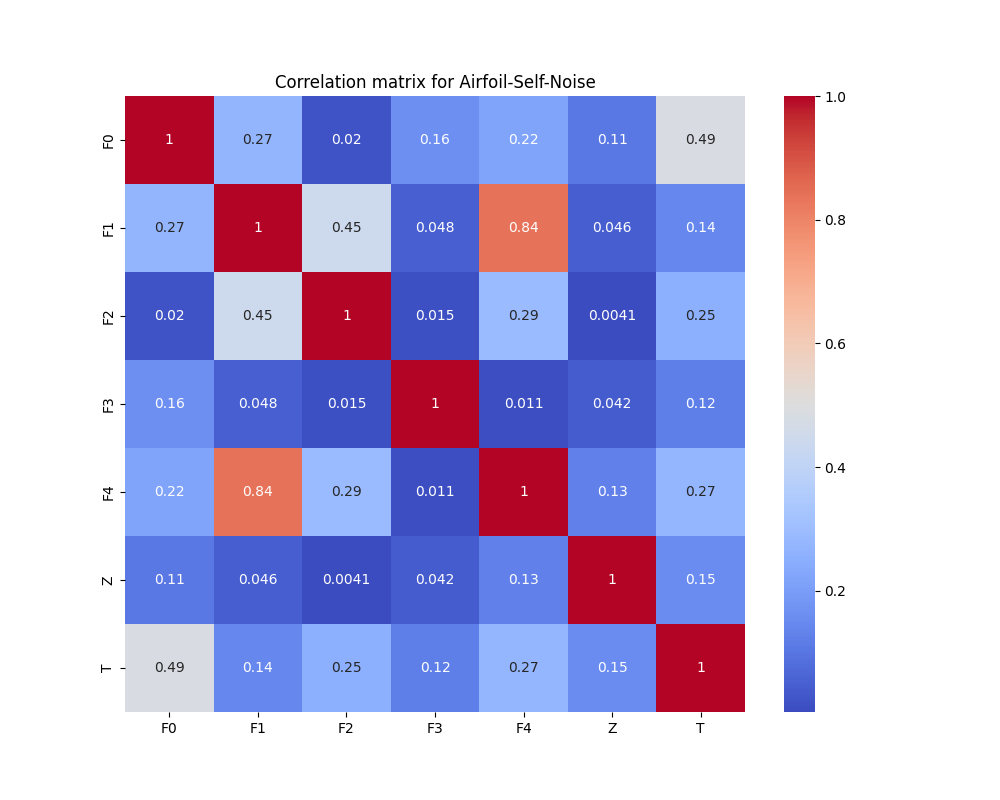 Correlation matrix for Airfoil-Self-Noise
F0 1 0.27 0.02 0.16 0.22 0.11 0.49
F1 0.27 1 0.45 0.048 0.84 0.046 0.14
F2 0.02 0.45 1 0.015 0.29 0.0041 0.25
F3 0.16 0.048 0.015 1 0.011 0.042 0.12
F4 0.22 0.84 0.29 0.011 1 0.13 0.27
Z 0.11 0.046 0.0041 0.042 0.13 1 0.15
T 0.49 0.14 0.25 0.12 0.27 0.15 1
F0 F1 F2 F3 F4 Z T
1.0
0.8
0.6
0.4
0.2